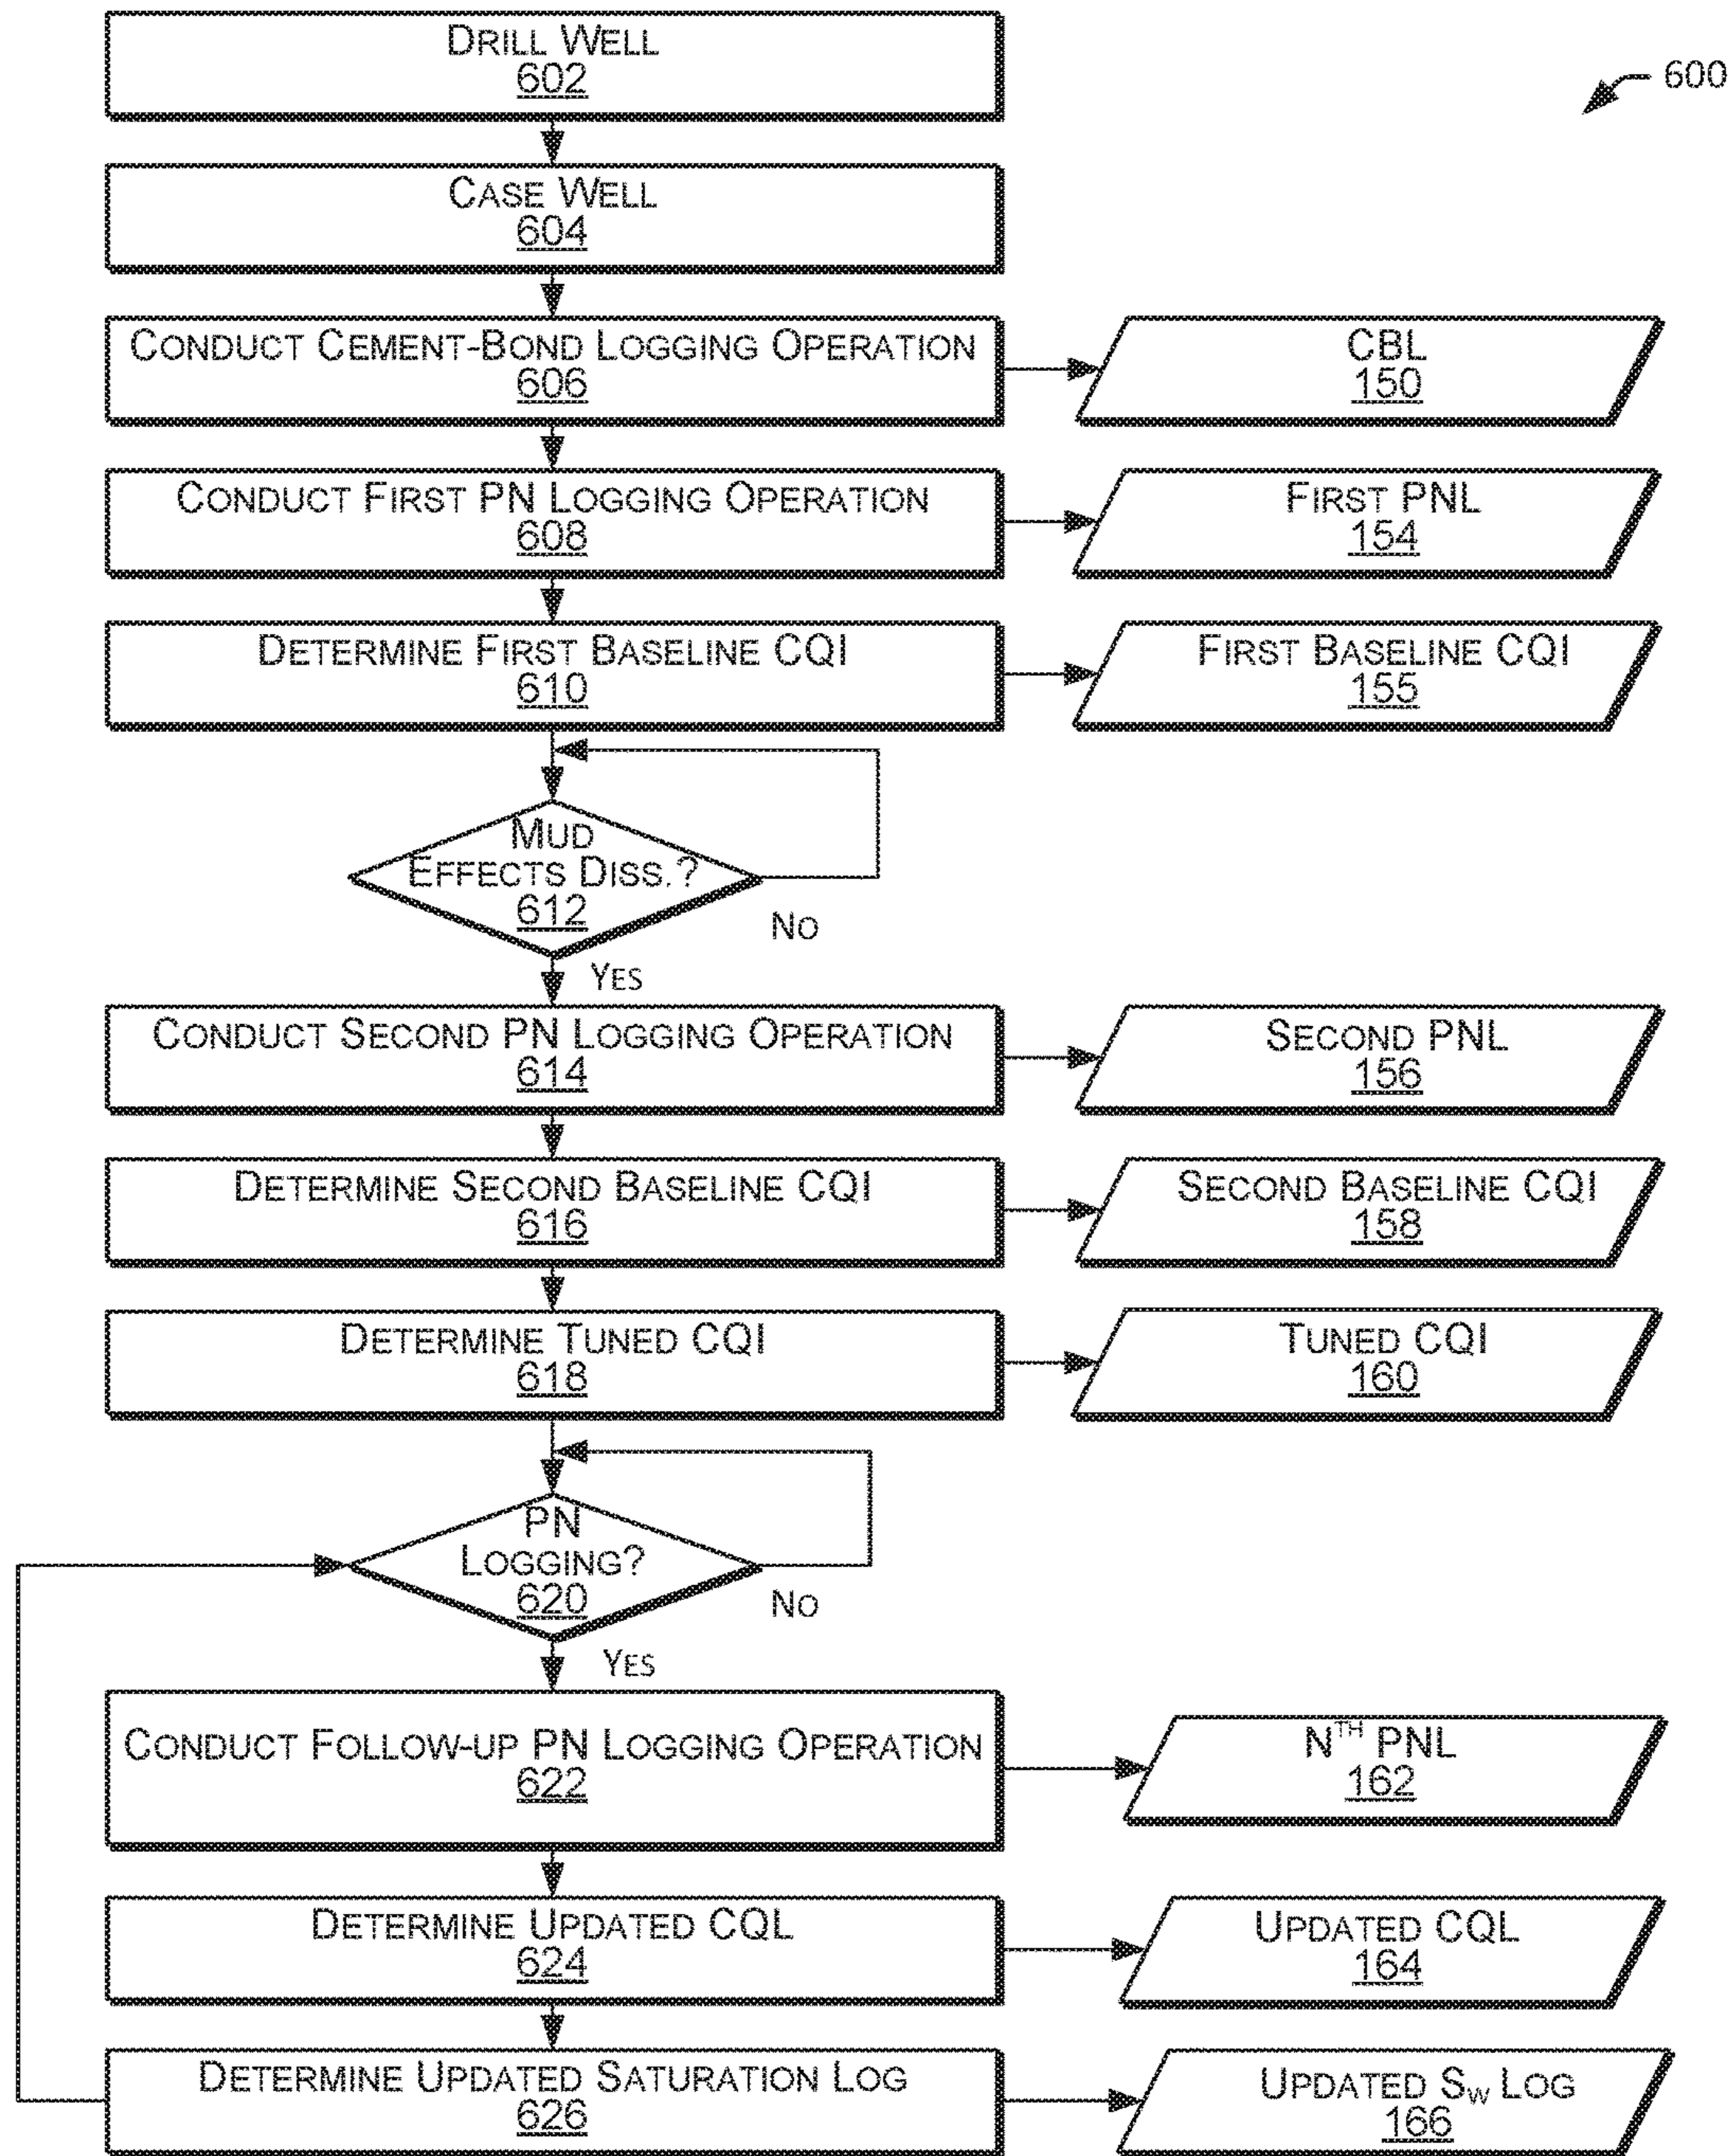 DRILL WELL
602
600
CASE WELL
604
CONDUCT CEMENT-BOND LOGGING OPERATION
606
CBL
150
CONDUCT FIRST PN LOGGING OPERATION
608
FIRST PNL
154
DETERMINE FIRST BASELINE CQI
610
FIRST BASELINE CQI
155
MUD
EFFECTS DISS.?
612
NO
YES
CONDUCT SECOND PN LOGGING OPERATION
614
SECOND PNL
156
DETERMINE SECOND BASELINE CQI
616
SECOND BASELINE CQI
158
DETERMINE TUNED CQI
618
TUNED CQI
160
PN
LOGGING?
620
NO
YES
CONDUCT FOLLOW-UP PN LOGGING OPERATION
622
NTH PNL
162
DETERMINE UPDATED CQL
624
UPDATED CQL
164
DETERMINE UPDATED SATURATION LOG
626
UPDATED SW LOG
166